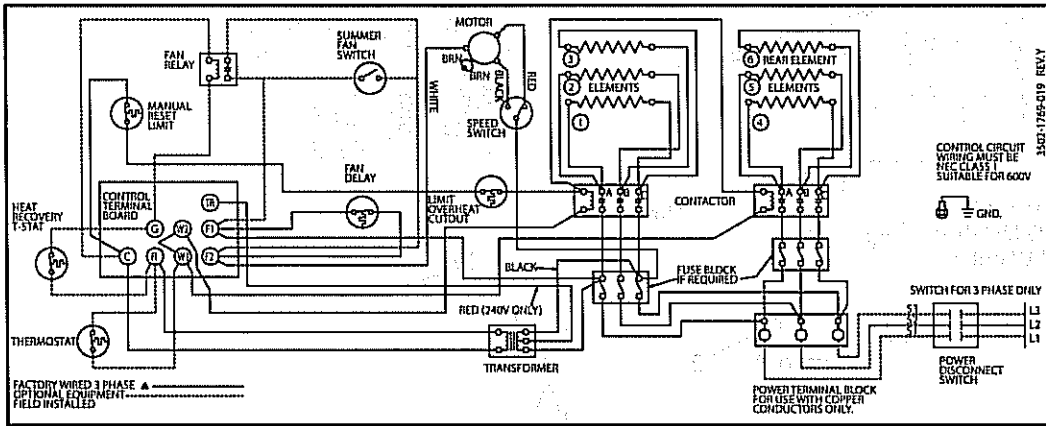 MOTOR
SUMMER
FAN
SWITCH
FAN
RELAY
BRN
BRN
BLACK
RED
WHITE
SPEED
SWITCH
MANUAL
RESET
LIMIT
3
2 ELEMENTS
1
6 REAR ELEMENT
5 ELEMENTS
4
3502-1769-019 REV.Y
CONTROL CIRCUIT
WIRING MUST BE
NEC CLASS 1
SUITABLE FOR 600V
GND.
HEAT
RECOVERY
T-STAT
CONTROL
TERMINAL
BOARD
TR
G
W2
F1
C
R
W1
F2
FAN
DELAY
LIMIT
OVERHEAT
CUTOUT
A
B
CONTACTOR
A
B
BLACK
FUSE BLOCK
IF REQUIRED
RED (240V ONLY)
SWITCH FOR 3 PHASE ONLY
L3
L2
L1
THERMOSTAT
TRANSFORMER
POWER
DISCONNECT
SWITCH
FACTORY WIRED 3 PHASE A
OPTIONAL EQUIPMENT
FIELD INSTALLED
POWER TERMINAL BLOCK
FOR USE WITH COPPER
CONDUCTORS ONLY.